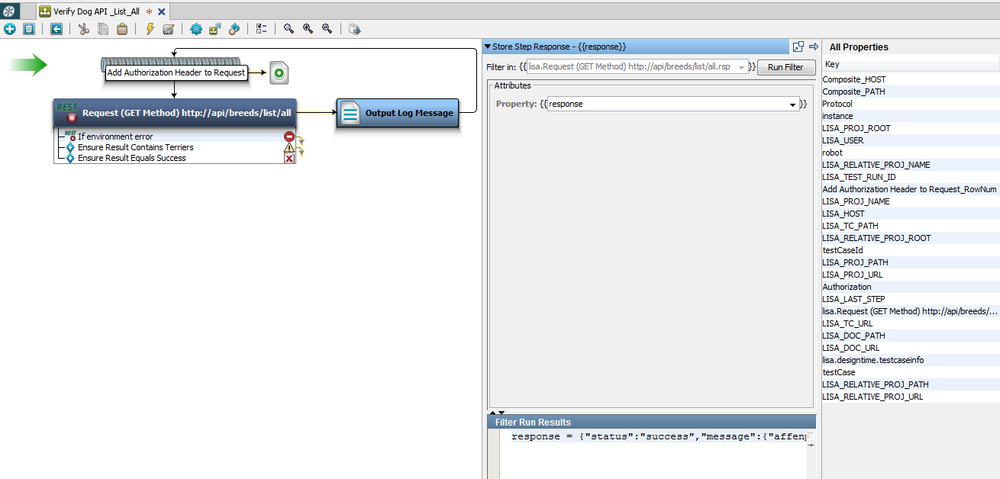 Verify Dog API _List_All *
Add Authorization Header to Request
REST
Request (GET Method) http://api/breeds/list/all
Output Log Message
REST
If environment error
Ensure Result Contains Terriers
Ensure Result Equals Success
Store Step Response - {{response}}
Filter in: {{lisa.Request (GET Method) http://api/breeds/list/all.rsp}}
Run Filter
Attributes
Property: {{response}}
Filter Run Results
response = {"status":"success","message":{"affenp
All Properties
Key
Composite_HOST
Composite_PATH
Protocol
instance
LISA_PROJ_ROOT
LISA_USER
robot
LISA_RELATIVE_PROJ_NAME
LISA_TEST_RUN_ID
Add Authorization Header to Request_RowNum
LISA_PROJ_NAME
LISA_HOST
LISA_TC_PATH
LISA_RELATIVE_PROJ_ROOT
testCaseId
LISA_PROJ_PATH
LISA_PROJ_URL
Authorization
LISA_LAST_STEP
lisa.Request (GET Method) http://api/breeds/...
LISA_TC_URL
LISA_DOC_PATH
LISA_DOC_URL
lisa.designtime.testcaseinfo
testCase
LISA_RELATIVE_PROJ_PATH
LISA_RELATIVE_PROJ_URL